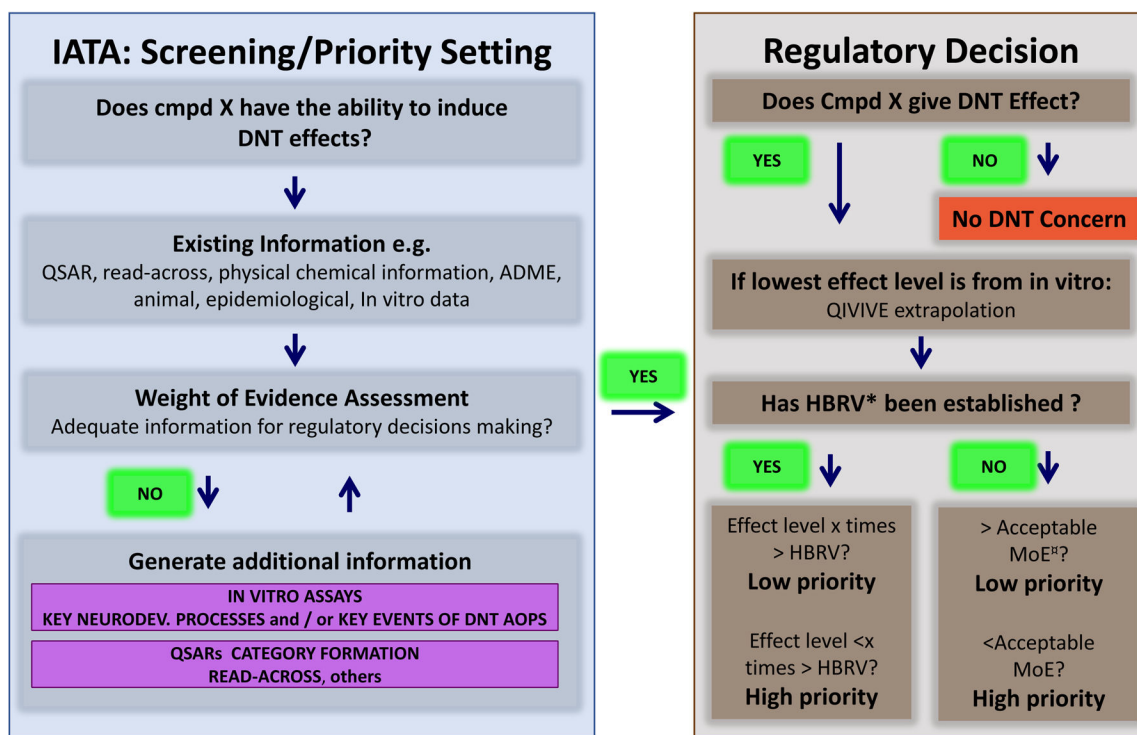 IATA: Screening/Priority Setting
Does cmpd X have the ability to induce
DNT effects?
Existing Information e.g.
QSAR, read-across, physical chemical information, ADME,
animal, epidemiological, In vitro data
Weight of Evidence Assessment
Adequate information for regulatory decisions making?
NO
Generate additional information
IN VITRO ASSAYS
KEY NEURODEV. PROCESSES and / or KEY EVENTS OF DNT AOPS
QSARs CATEGORY FORMATION
READ-ACROSS, others
YES
Regulatory Decision
Does Cmpd X give DNT Effect?
YES
NO
No DNT Concern
If lowest effect level is from in vitro:
QIVIVE extrapolation
Has HBRV* been established ?
YES
NO
Effect level x times
> HBRV?
Low priority
Effect level <x
times > HBRV?
High priority
> Acceptable
MoE¤?
Low priority
<Acceptable
MoE?
High priority